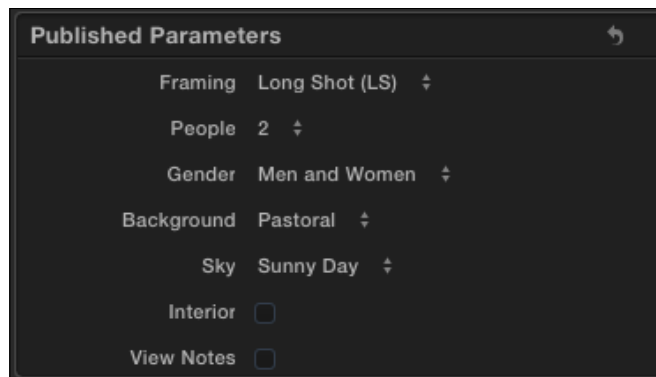 Published Parameters
Framing Long Shot (LS)
People 2
Gender Men and Women
Background Pastoral
Sky Sunny Day
Interior
View Notes